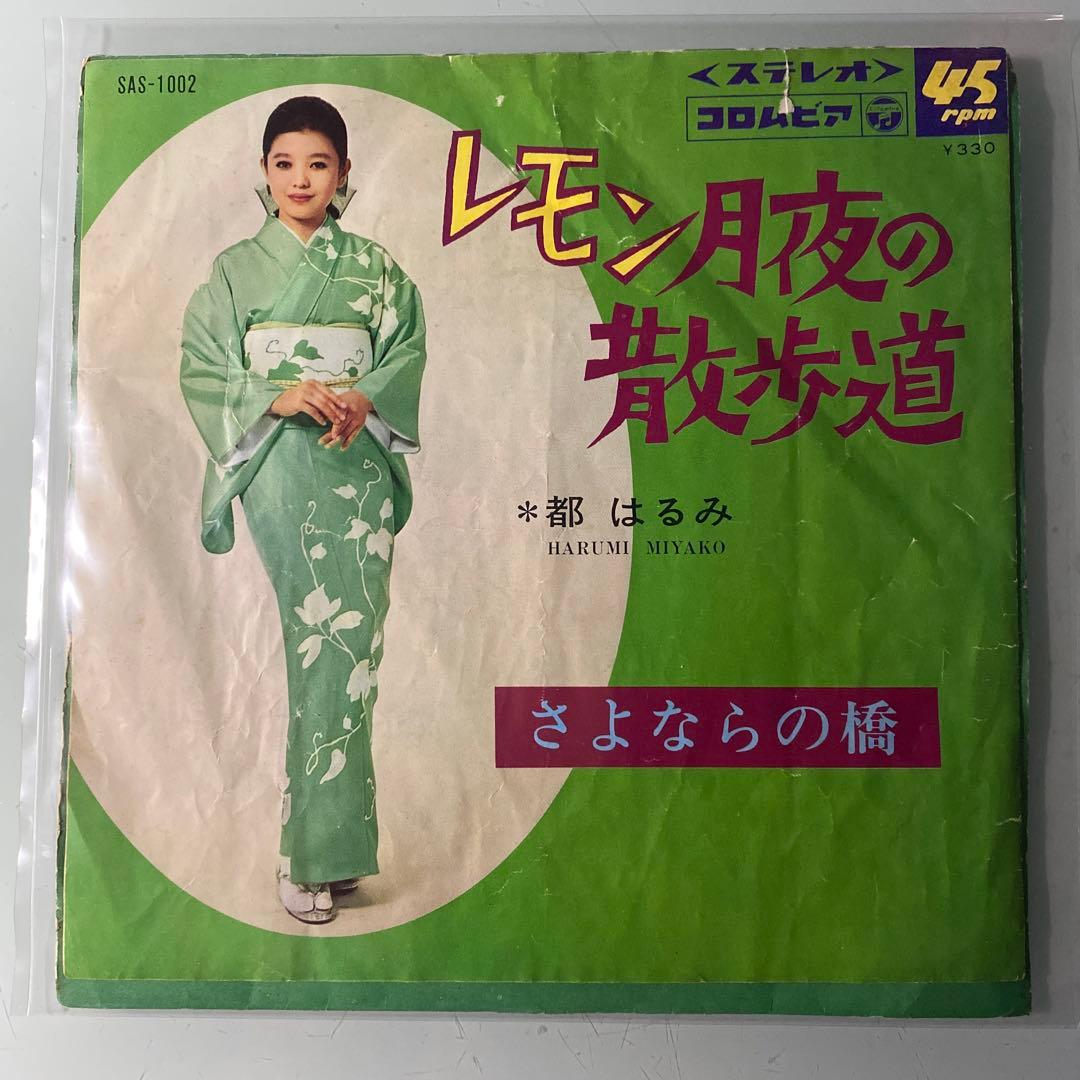 SAS-1002
<ステレオ>
コロムビア
45
rpm
¥330
レモン月夜の
散歩道
*都 はるみ
HARUMI MIYAKO
さよならの橋